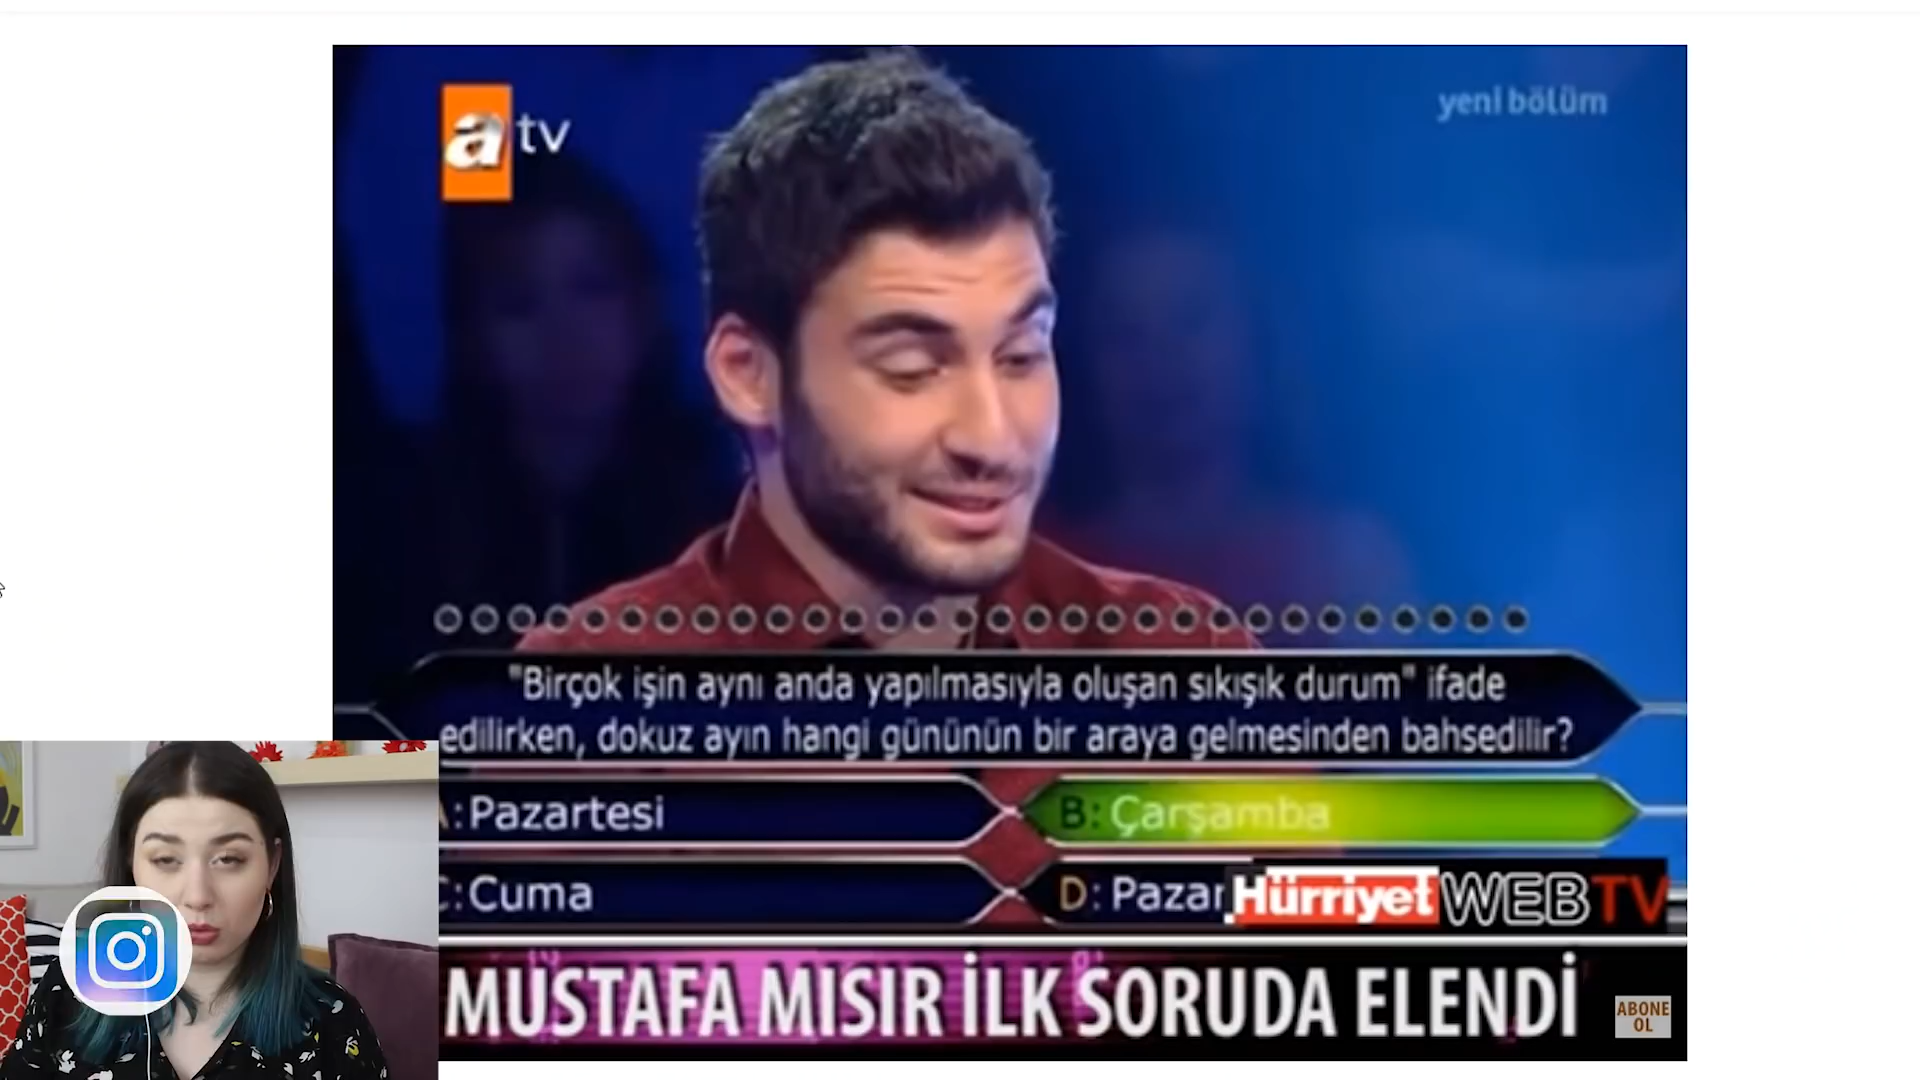 a tv
yeni bölüm
"Birçok işin aynı anda yapılmasıyla oluşan sıkışık durum" ifade
edilirken, dokuz ayın hangi gününün bir araya gelmesinden bahsedilir?
: Pazartesi
B: Çarşamba
: Cuma
D: Pazar
Hürriyet WEBTV
MUSTAFA MISIR İLK SORUDA ELENDİ
ABONE
OL